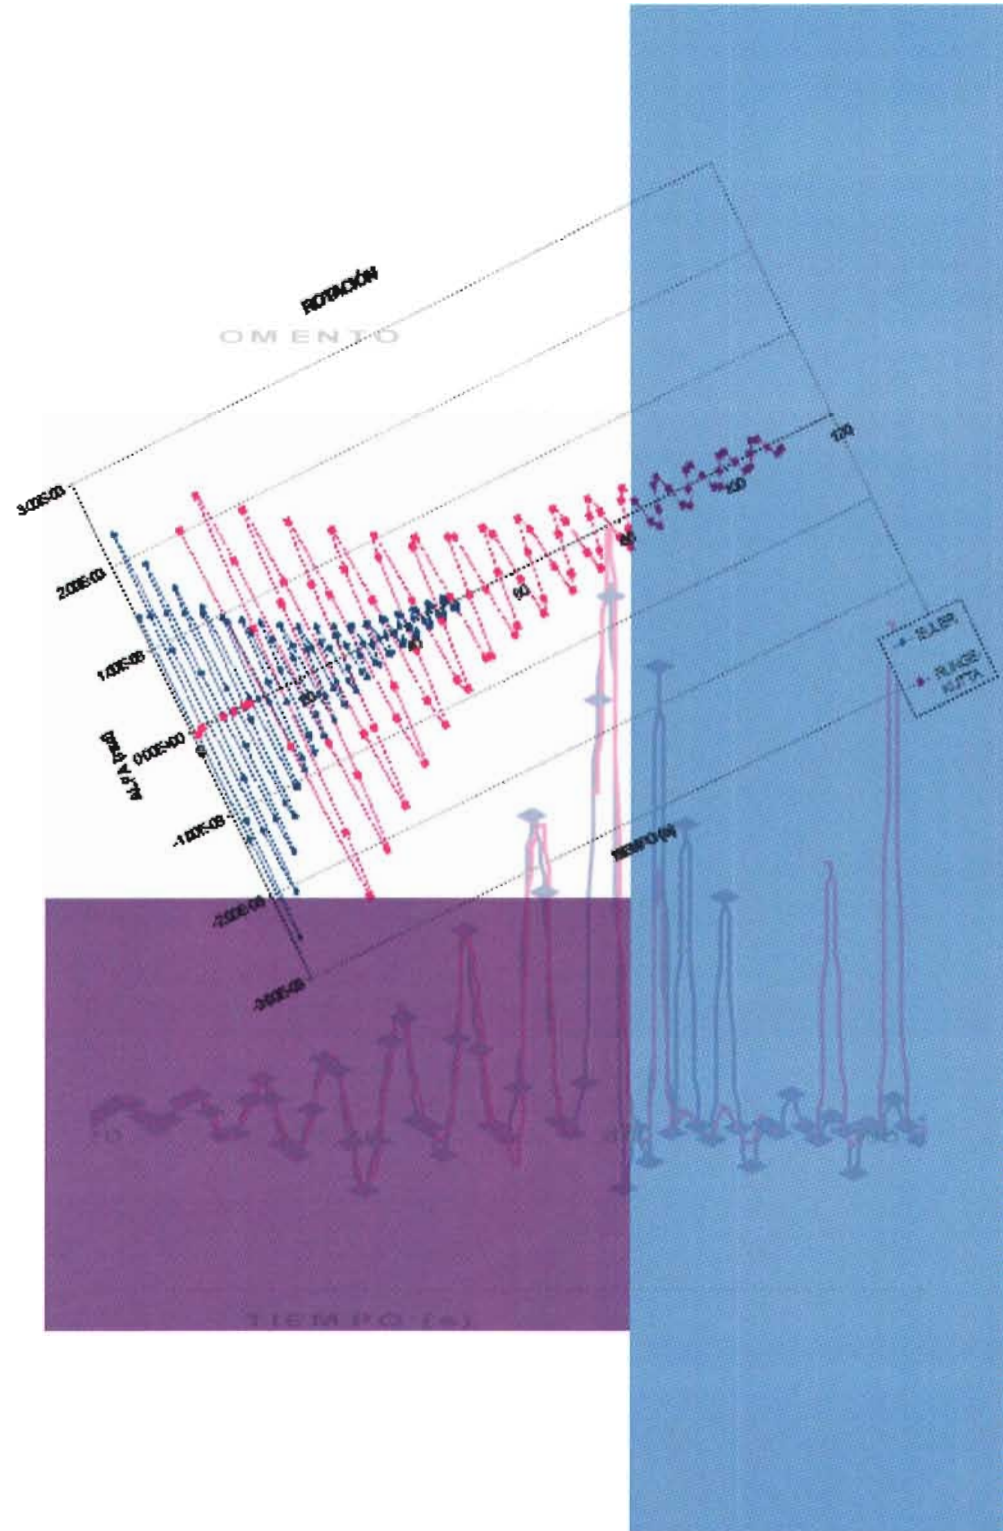 ROTACIÓN
OMENTO
3.00E-03
2.00E-03
1.00E-03
0.00E+00
-1.00E-03
-2.00E-03
-3.00E-03
ALFA (rad)
0
20
40
60
80
100
120
EULER
RUNGE
KUTTA
TIEMPO (s)
TIEMPO (s)